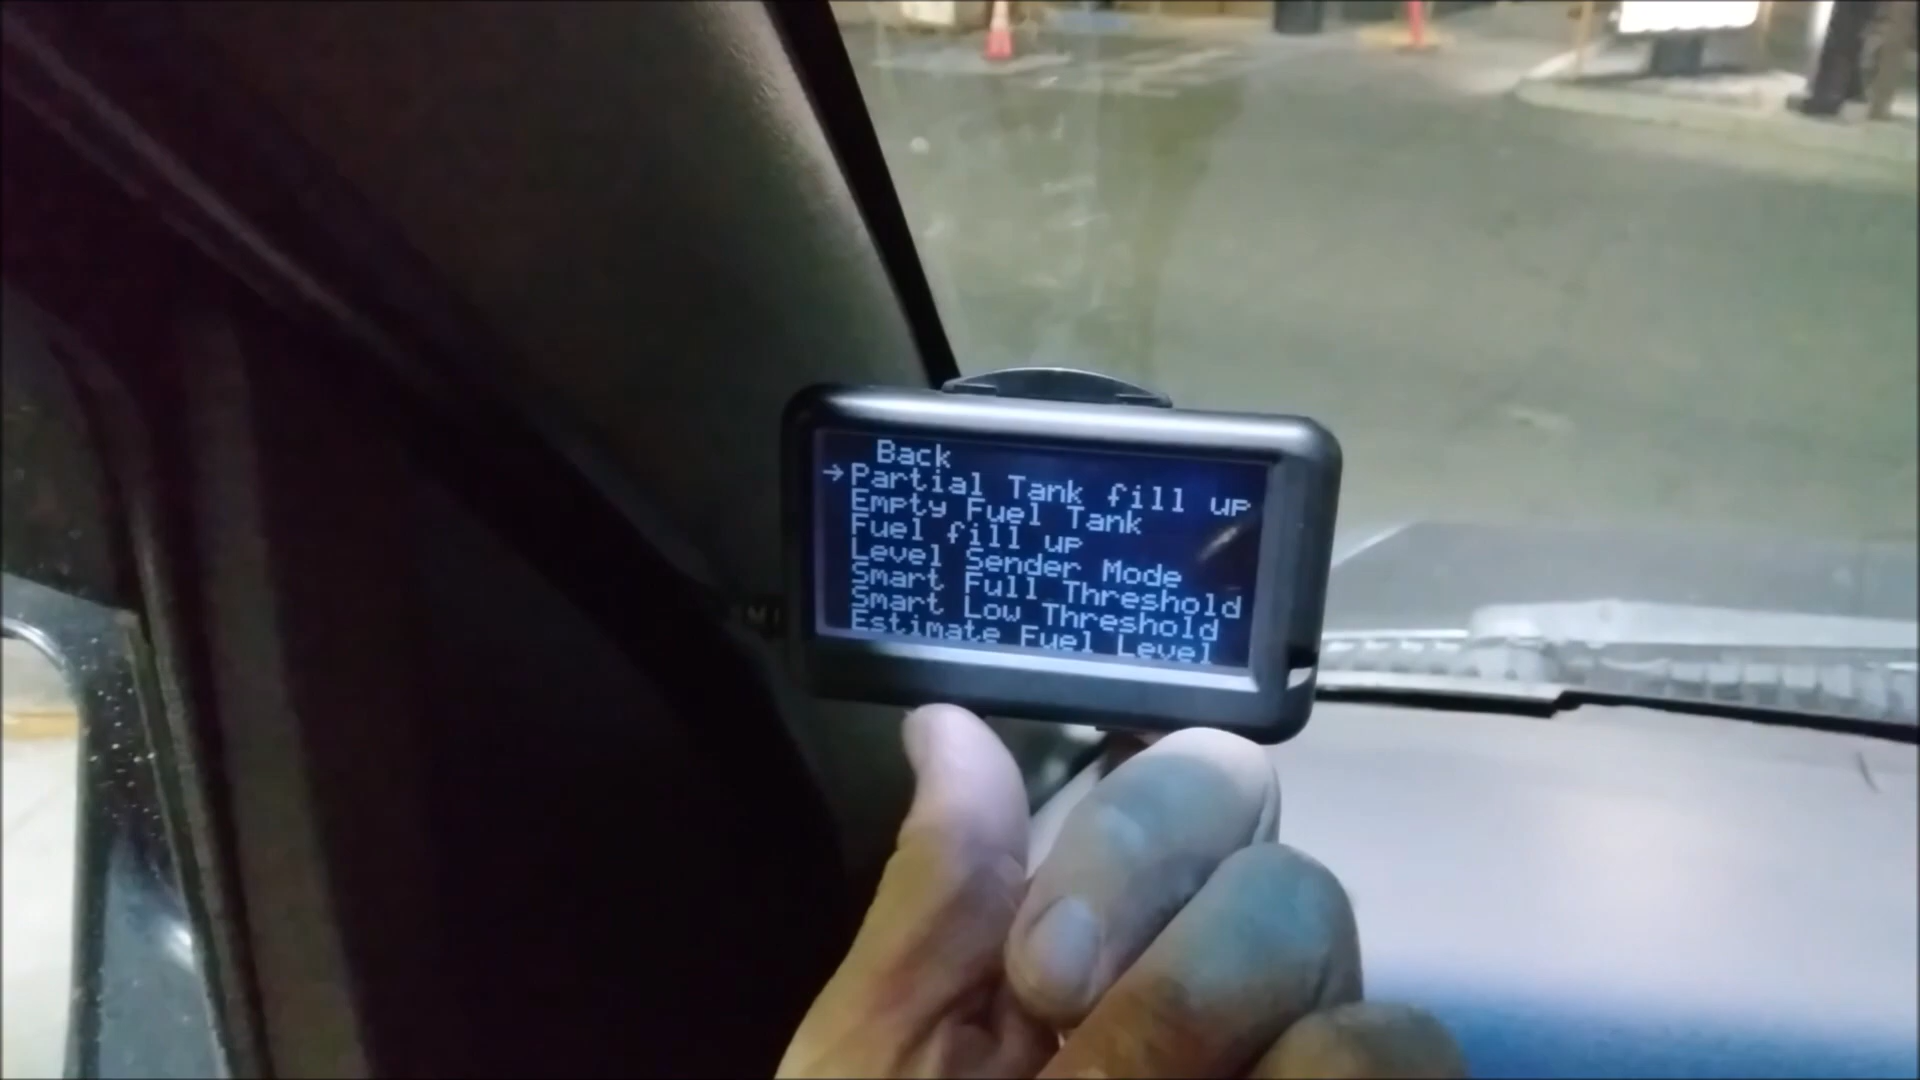 Back
→Partial Tank fill up
Empty Fuel Tank
Fuel fill up
Level Sender Mode
Smart Full Threshold
Smart Low Threshold
Estimate Fuel Level